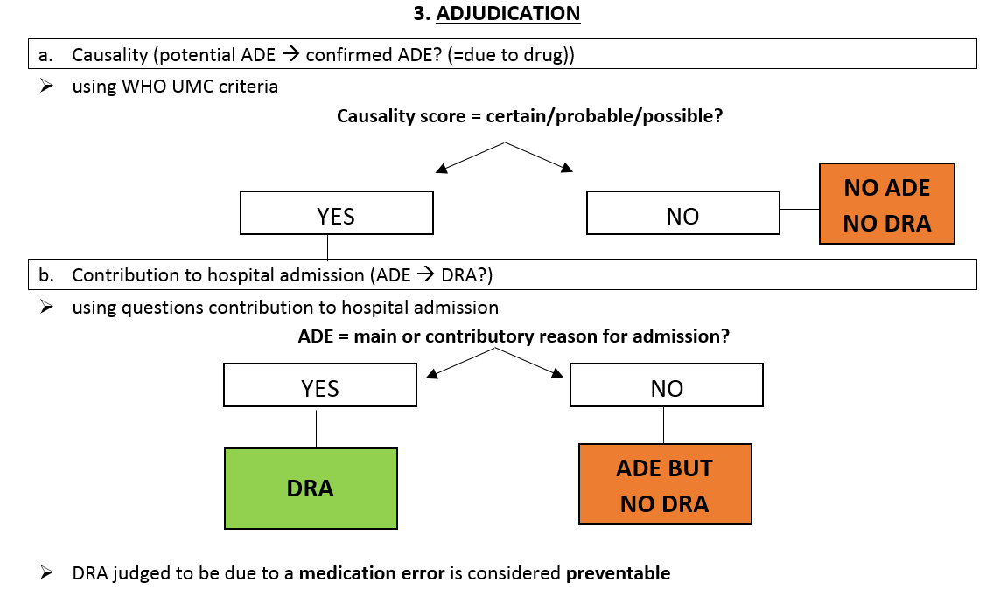 3. ADJUDICATION
a. Causality (potential ADE → confirmed ADE? (=due to drug))
➢ using WHO UMC criteria
Causality score = certain/probable/possible?
YES
NO
NO ADE
NO DRA
b. Contribution to hospital admission (ADE → DRA?)
➢ using questions contribution to hospital admission
ADE = main or contributory reason for admission?
YES
NO
DRA
ADE BUT
NO DRA
➢ DRA judged to be due to a medication error is considered preventable